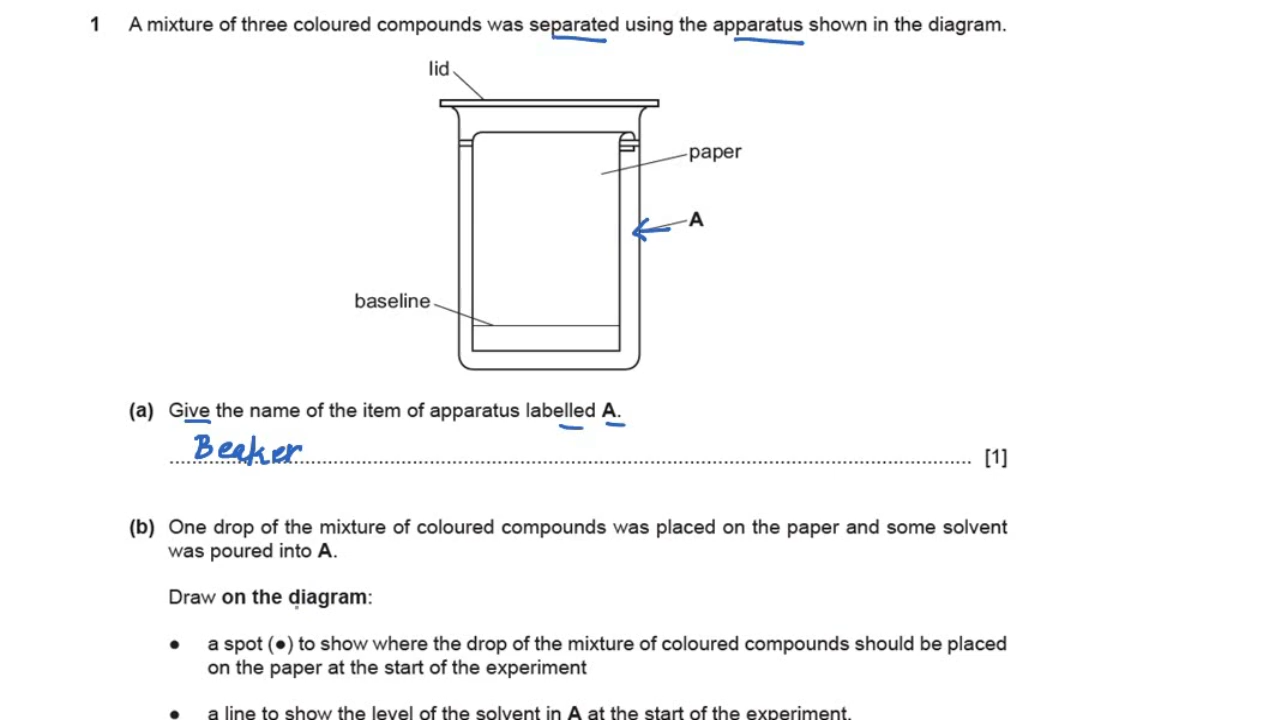 1 A mixture of three coloured compounds was separated using the apparatus shown in the diagram.
lid
paper
A
baseline
(a) Give the name of the item of apparatus labelled A.
Beaker
[1]
(b) One drop of the mixture of coloured compounds was placed on the paper and some solvent
was poured into A.
Draw on the diagram:
• a spot (●) to show where the drop of the mixture of coloured compounds should be placed
on the paper at the start of the experiment
• a line to show the level of the solvent in A at the start of the experiment.